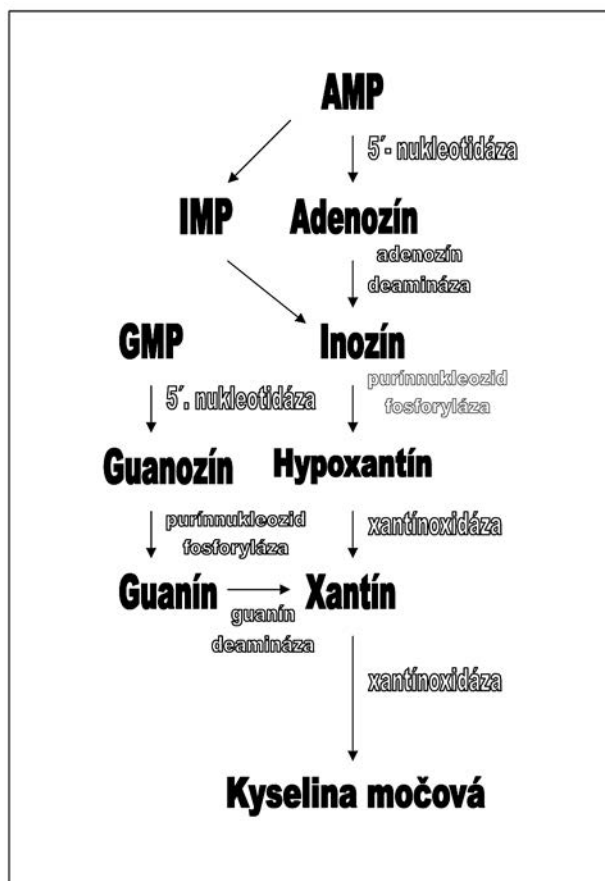 AMP
5´- nukleotidáza
IMP Adenozín
adenozín
deamináza
GMP Inozín
5´. nukleotidáza purínnukleozid
fosforyláza
Guanozín Hypoxantín
purínnukleozid xantínoxidáza
fosforyláza
Guanín Xantín
guanín
deamináza
xantínoxidáza
Kyselina močová